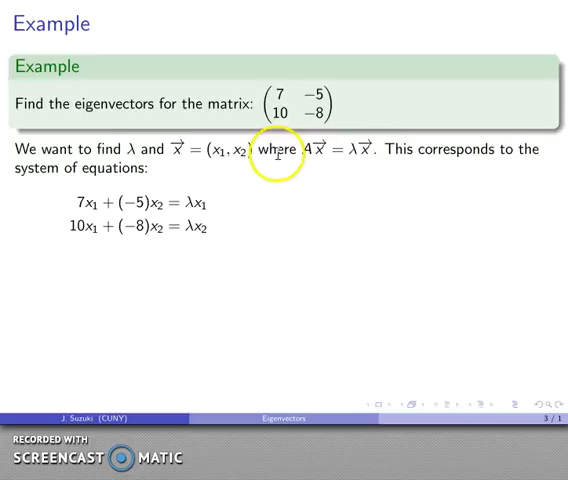 Example
Example
Find the eigenvectors for the matrix: (7 −5
10 −8)
We want to find λ and x⃗ = (x₁, x₂) where Ax⃗ = λx⃗. This corresponds to the
system of equations:
7x₁ + (−5)x₂ = λx₁
10x₁ + (−8)x₂ = λx₂
J. Suzuki (CUNY) Eigenvectors 3 / 1
RECORDED WITH
SCREENCAST MATIC